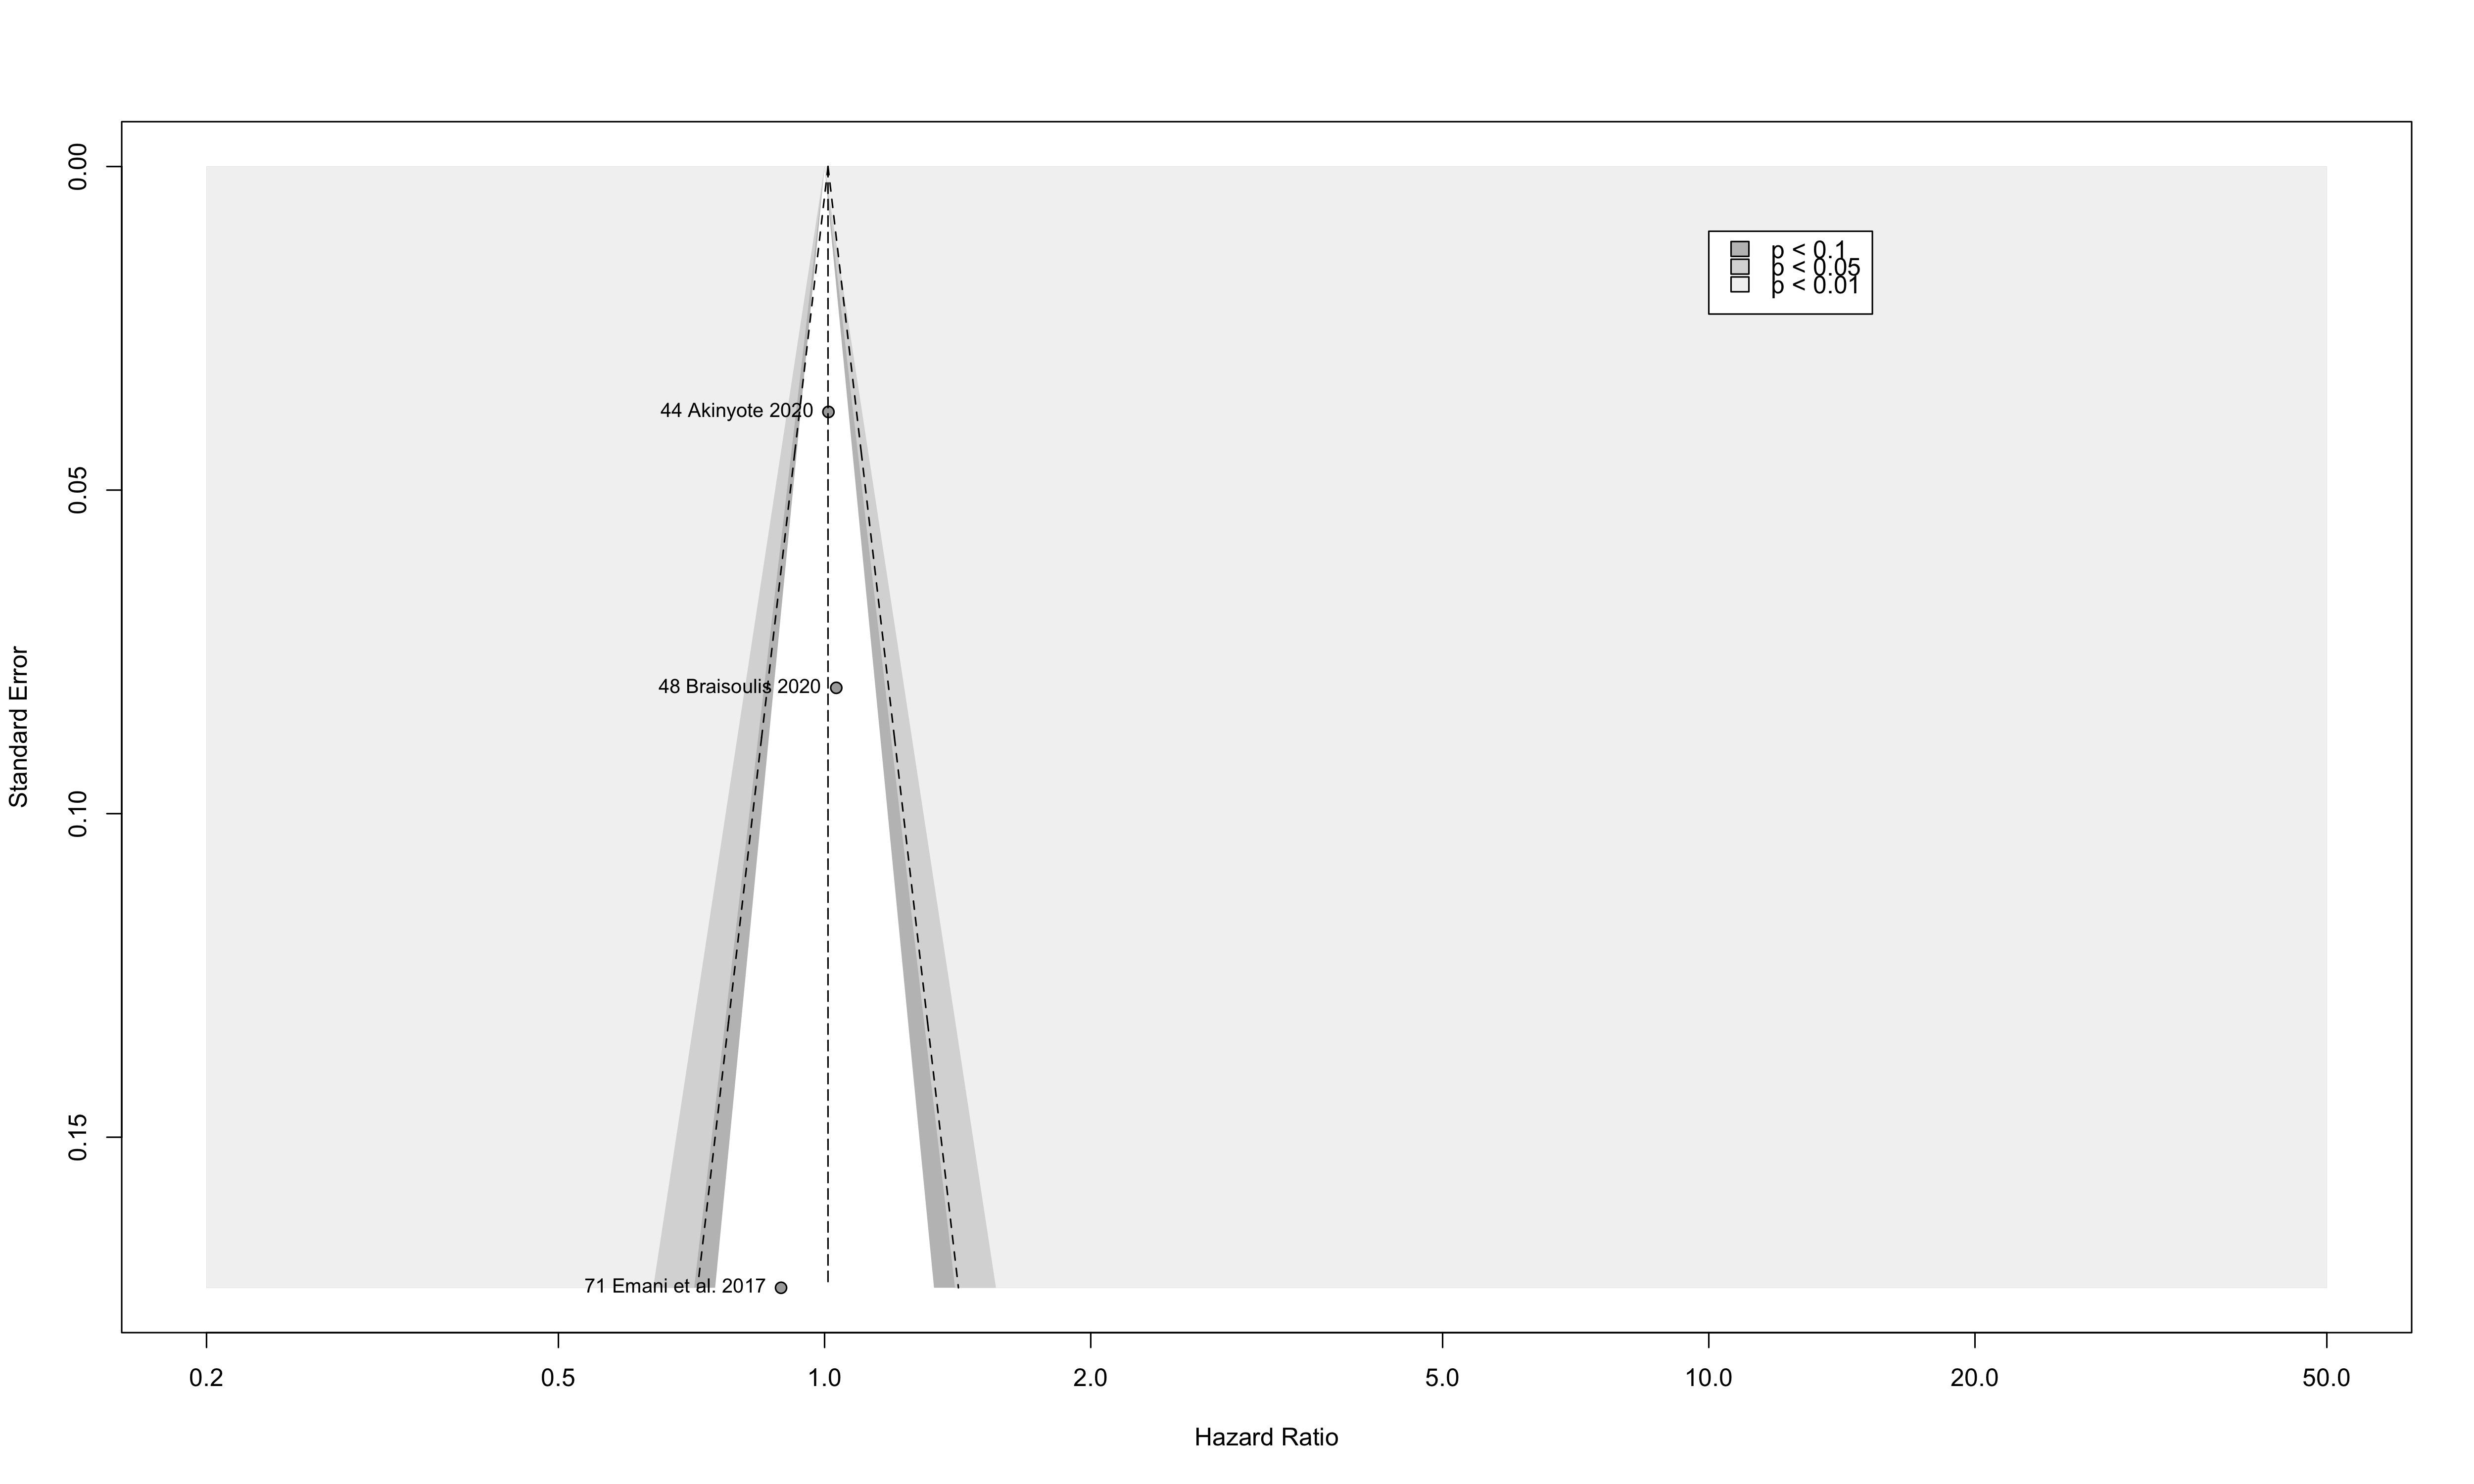 0.00
p < 0.1
p < 0.05
p < 0.01
44 Akinyote 2020
0.05
Standard Error
48 Braisoulis 2020
0.10
0.15
71 Emani et al. 2017
0.2 0.5 1.0 2.0 5.0 10.0 20.0 50.0
Hazard Ratio